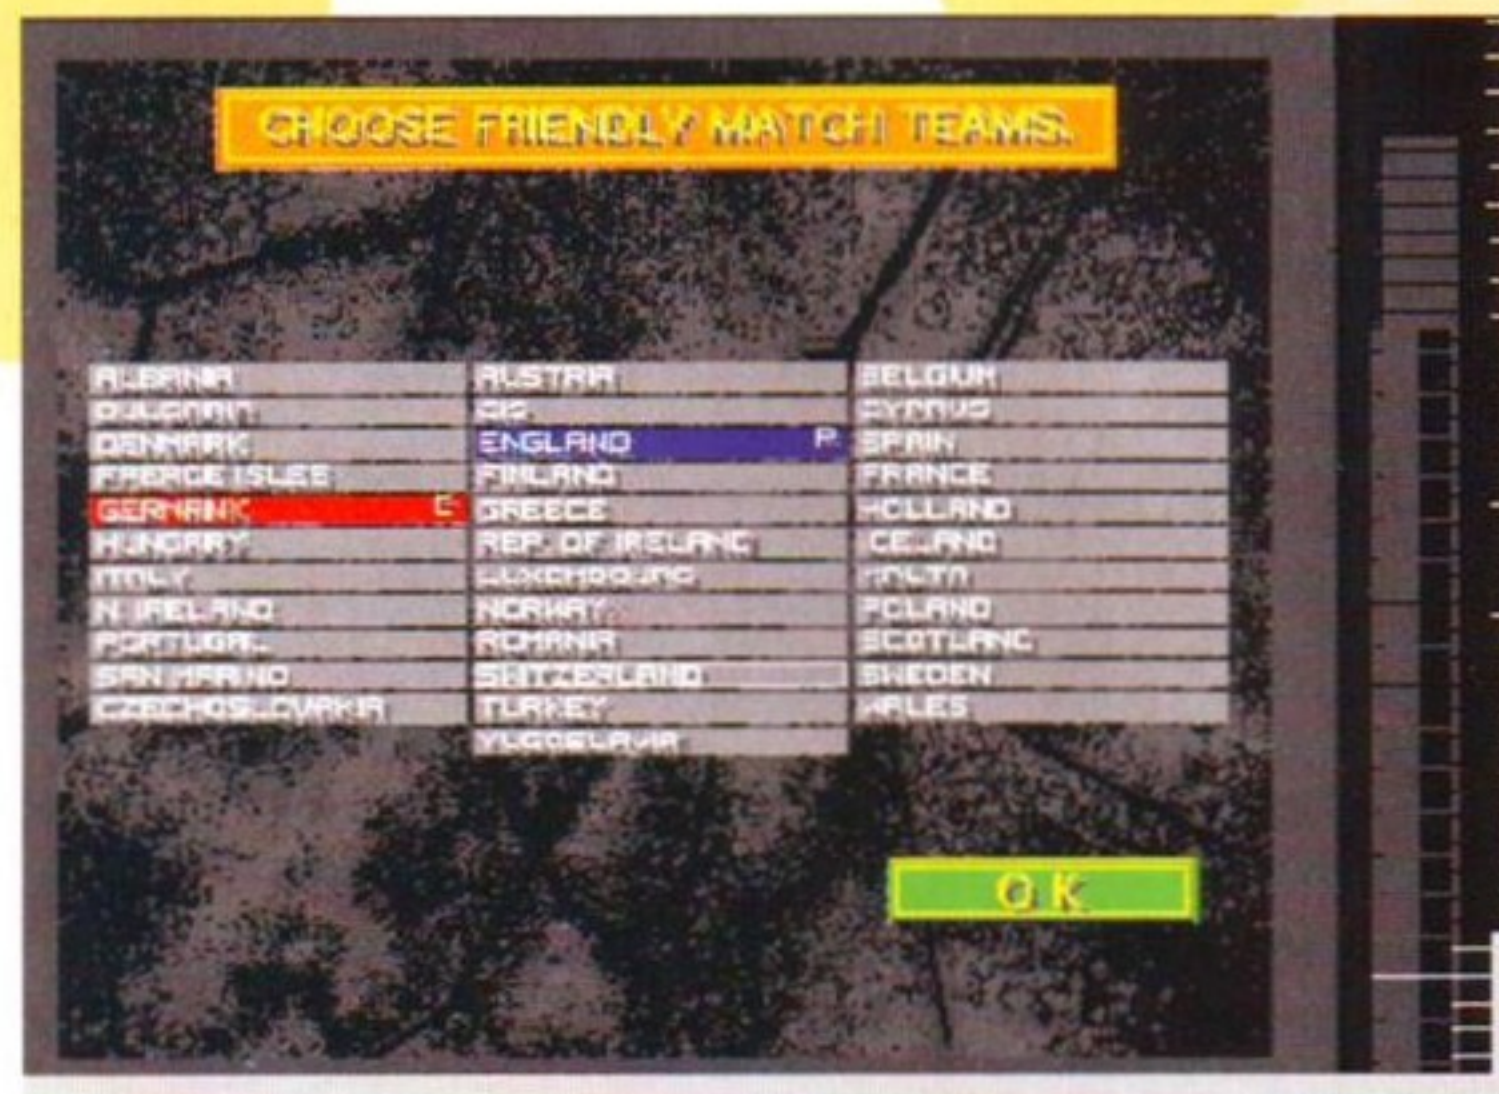 CHOOSE FRIENDLY MATCH TEAMS.
ALBANIA AUSTRIA BELGIUM
BULGARIA CIS CYPRUS
DENMARK ENGLAND P SPAIN
FAEROE ISLES FINLAND FRANCE
GERMANY C GREECE HOLLAND
HUNGARY REP. OF IRELAND ICELAND
ITALY LUXEMBOURG MALTA
N IRELAND NORWAY POLAND
PORTUGAL ROMANIA SCOTLAND
SAN MARINO SWITZERLAND SWEDEN
CZECHOSLOVAKIA TURKEY WALES
YUGOSLAVIA
OK